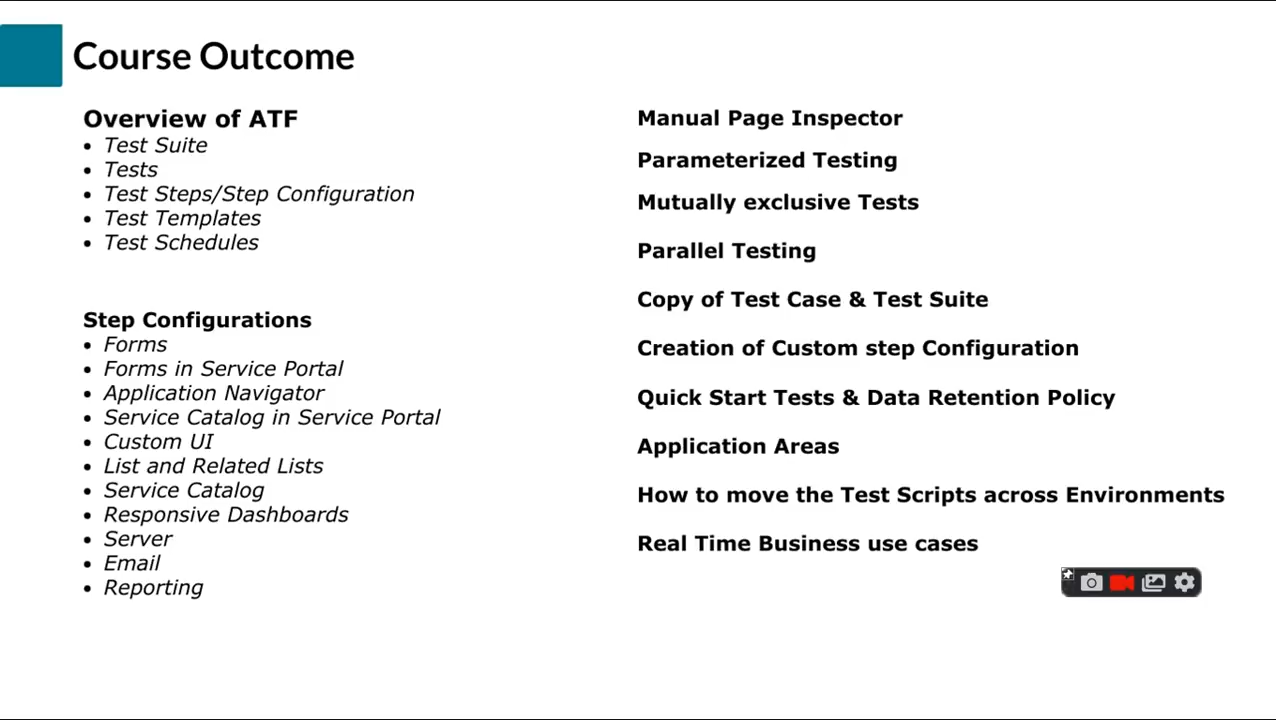 Course Outcome
Overview of ATF
• Test Suite
• Tests
• Test Steps/Step Configuration
• Test Templates
• Test Schedules
Step Configurations
• Forms
• Forms in Service Portal
• Application Navigator
• Service Catalog in Service Portal
• Custom UI
• List and Related Lists
• Service Catalog
• Responsive Dashboards
• Server
• Email
• Reporting
Manual Page Inspector
Parameterized Testing
Mutually exclusive Tests
Parallel Testing
Copy of Test Case & Test Suite
Creation of Custom step Configuration
Quick Start Tests & Data Retention Policy
Application Areas
How to move the Test Scripts across Environments
Real Time Business use cases